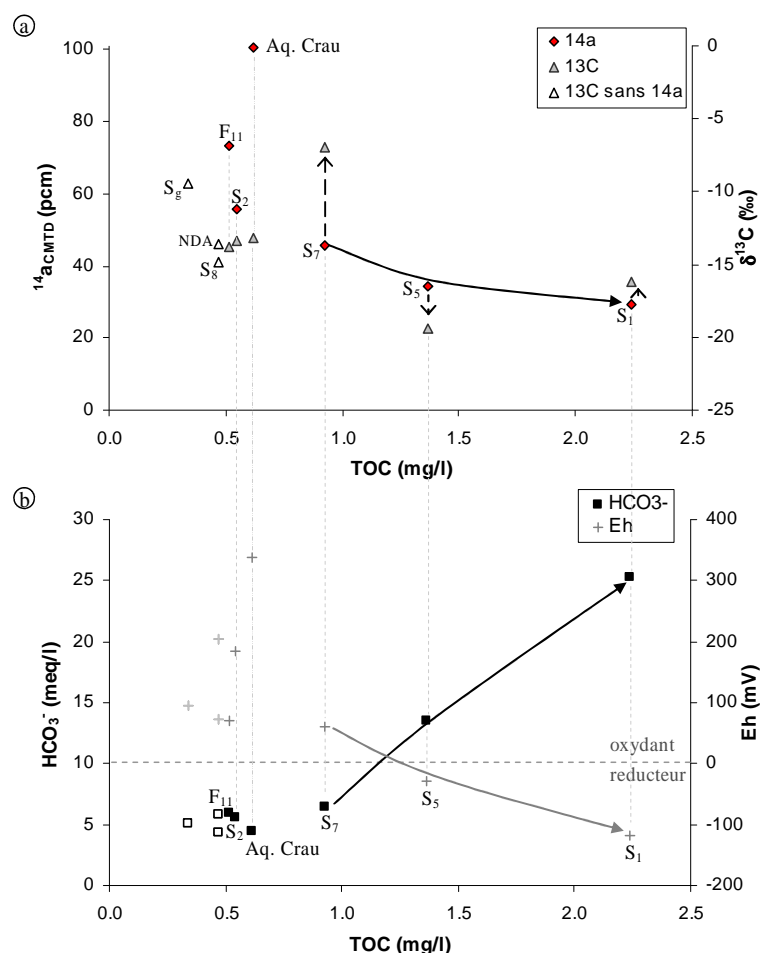 a
14a
13C
13C sans 14a
100
80
60
40
20
0
¹⁴aCMTD (pcm)
0
-5
-10
-15
-20
-25
δ¹³C (‰)
Aq. Crau
F₁₁
Sg
S₂
NDA
S₈
S₇
S₅
S₁
0.0 0.5 1.0 1.5 2.0 2.5
TOC (mg/l)
b
HCO3-
Eh
30
25
20
15
10
5
0
HCO₃⁻ (meq/l)
400
300
200
100
0
-100
-200
Eh (mV)
oxydant
reducteur
F₁₁
S₂
Aq. Crau
S₇
S₅
S₁
0.0 0.5 1.0 1.5 2.0 2.5
TOC (mg/l)